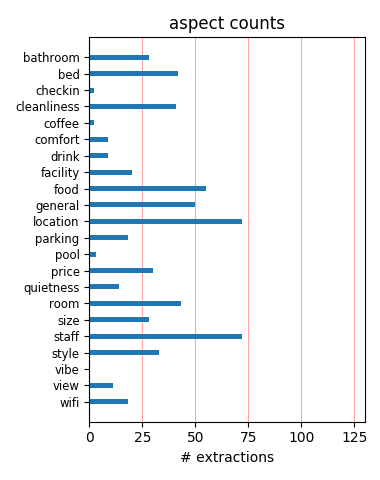 aspect counts
bathroom
bed
checkin
cleanliness
coffee
comfort
drink
facility
food
general
location
parking
pool
price
quietness
room
size
staff
style
vibe
view
wifi
0 25 50 75 100 125
# extractions